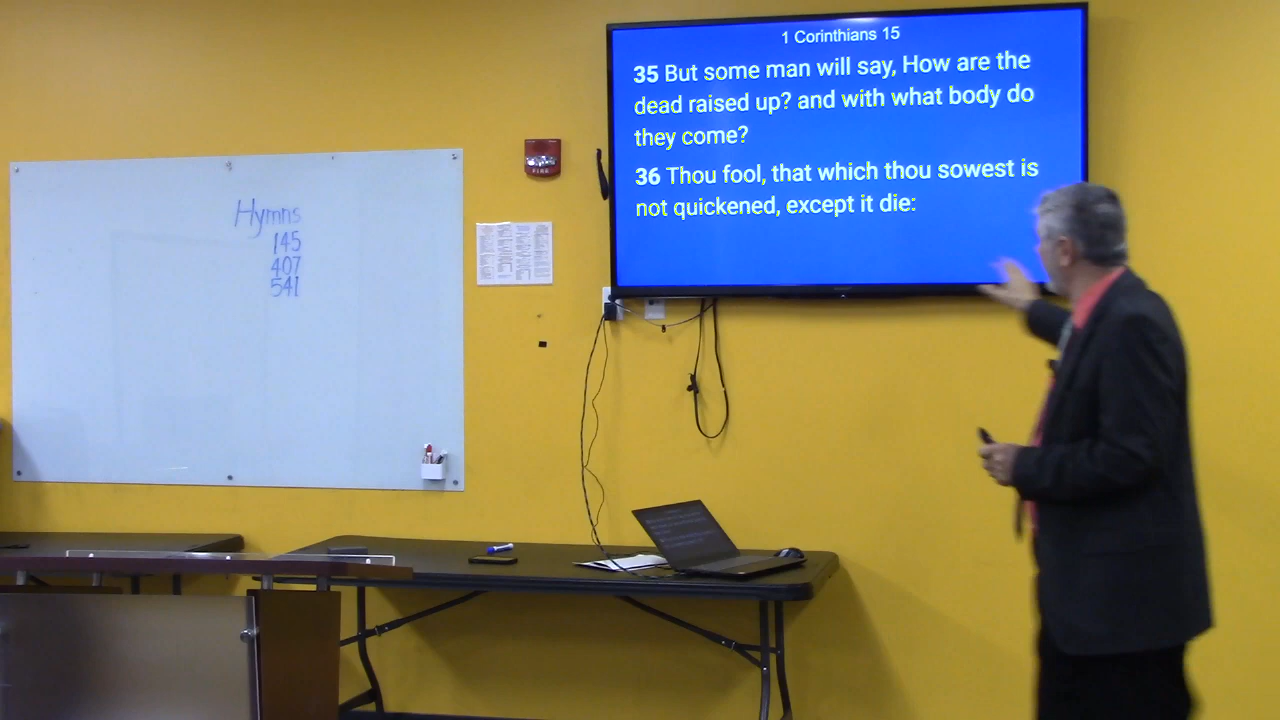 Hymns
145
407
541
FIRE
1 Corinthians 15
35 But some man will say, How are the
dead raised up? and with what body do
they come?
36 Thou fool, that which thou sowest is
not quickened, except it die: